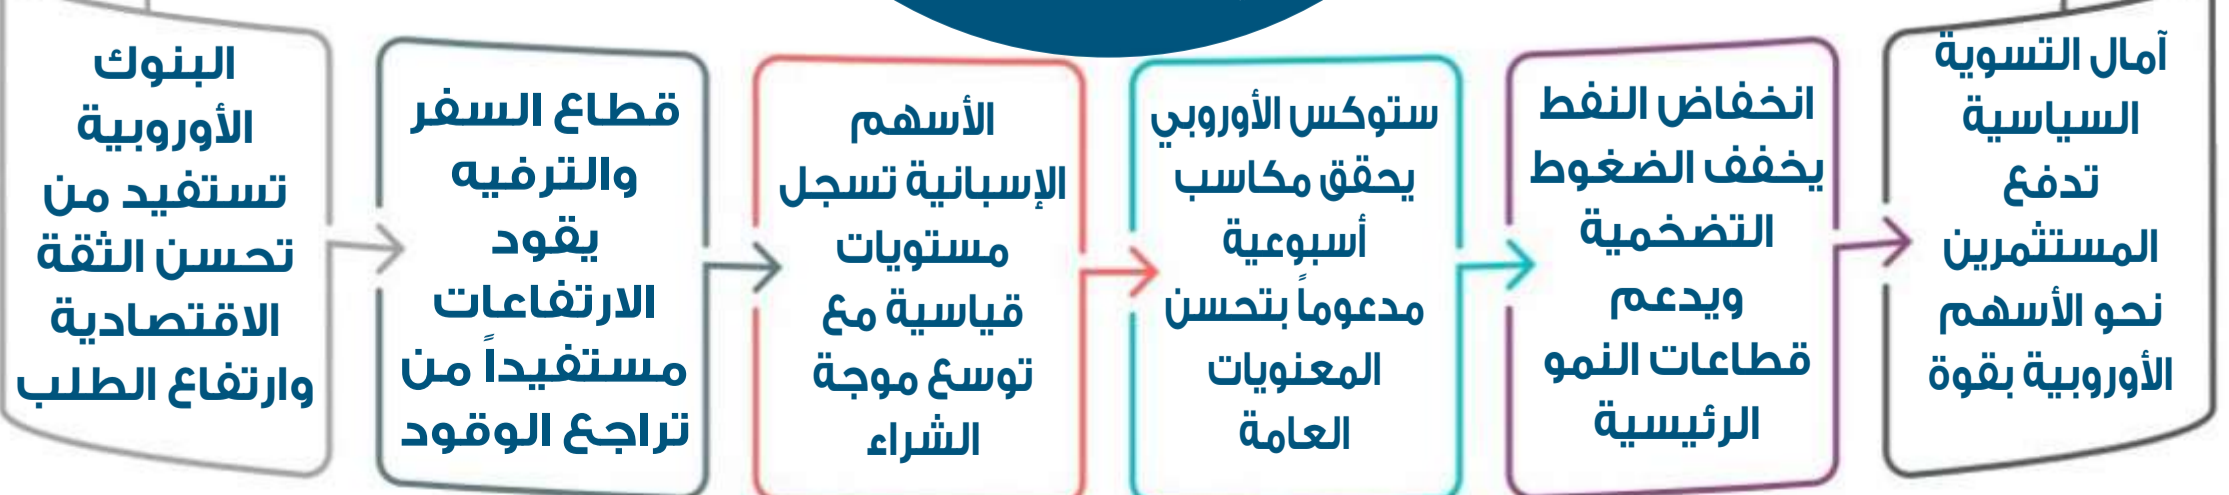 آمال التسوية
السياسية
تدفع
المستثمرين
نحو الأسهم
الأوروبية بقوة
انخفاض النفط
يخفف الضغوط
التضخمية
ويدعم
قطاعات النمو
الرئيسية
ستوكس الأوروبي
يحقق مكاسب
أسبوعية
مدعوماً بتحسن
المعنويات
العامة
الأسهم
الإسبانية تسجل
مستويات
قياسية مع
توسع موجة
الشراء
قطاع السفر
والترفيه
يقود
الارتفاعات
مستفيداً من
تراجع الوقود
البنوك
الأوروبية
تستفيد من
تحسن الثقة
الاقتصادية
وارتفاع الطلب